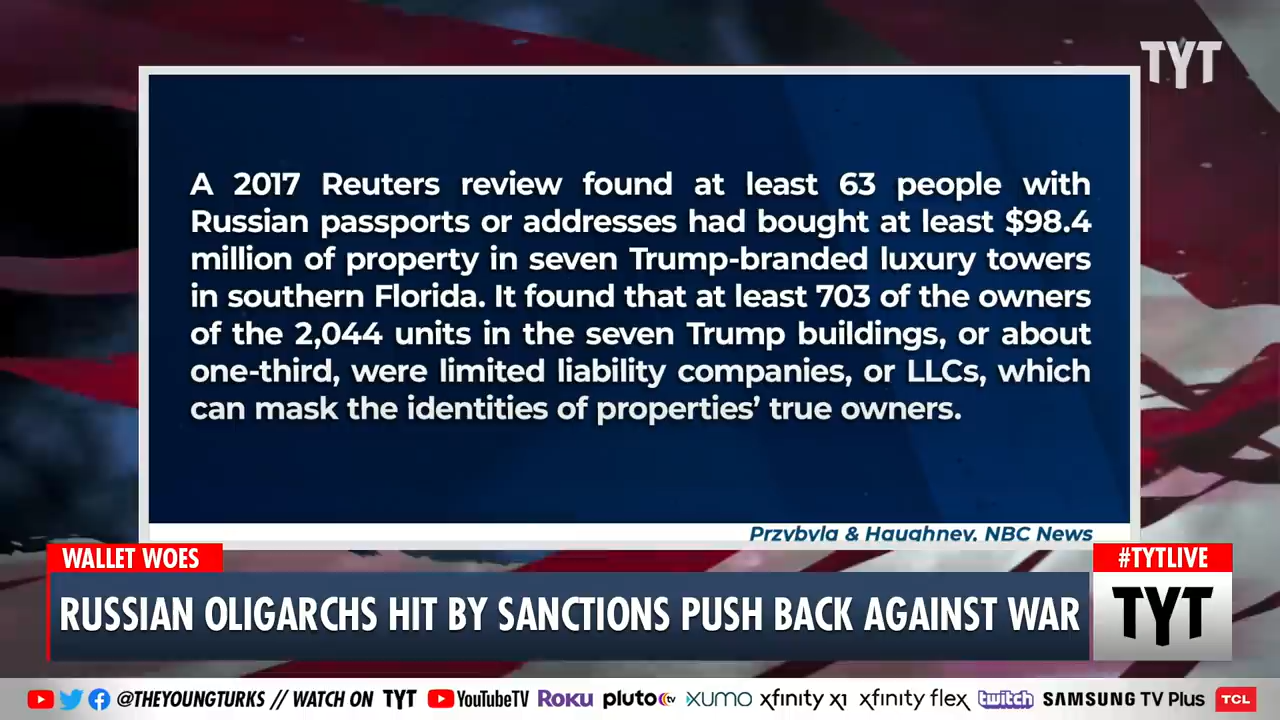 TYT
A 2017 Reuters review found at least 63 people with
Russian passports or addresses had bought at least $98.4
million of property in seven Trump-branded luxury towers
in southern Florida. It found that at least 703 of the owners
of the 2,044 units in the seven Trump buildings, or about
one-third, were limited liability companies, or LLCs, which
can mask the identities of properties’ true owners.
Przybyla & Haughney, NBC News
WALLET WOES
#TYTLIVE
RUSSIAN OLIGARCHS HIT BY SANCTIONS PUSH BACK AGAINST WAR
TYT
@THEYOUNGTURKS // WATCH ON TYT YouTubeTV ROKU pluto tv xumo xfinity x1 xfinity flex twitch SAMSUNG TV Plus TCL